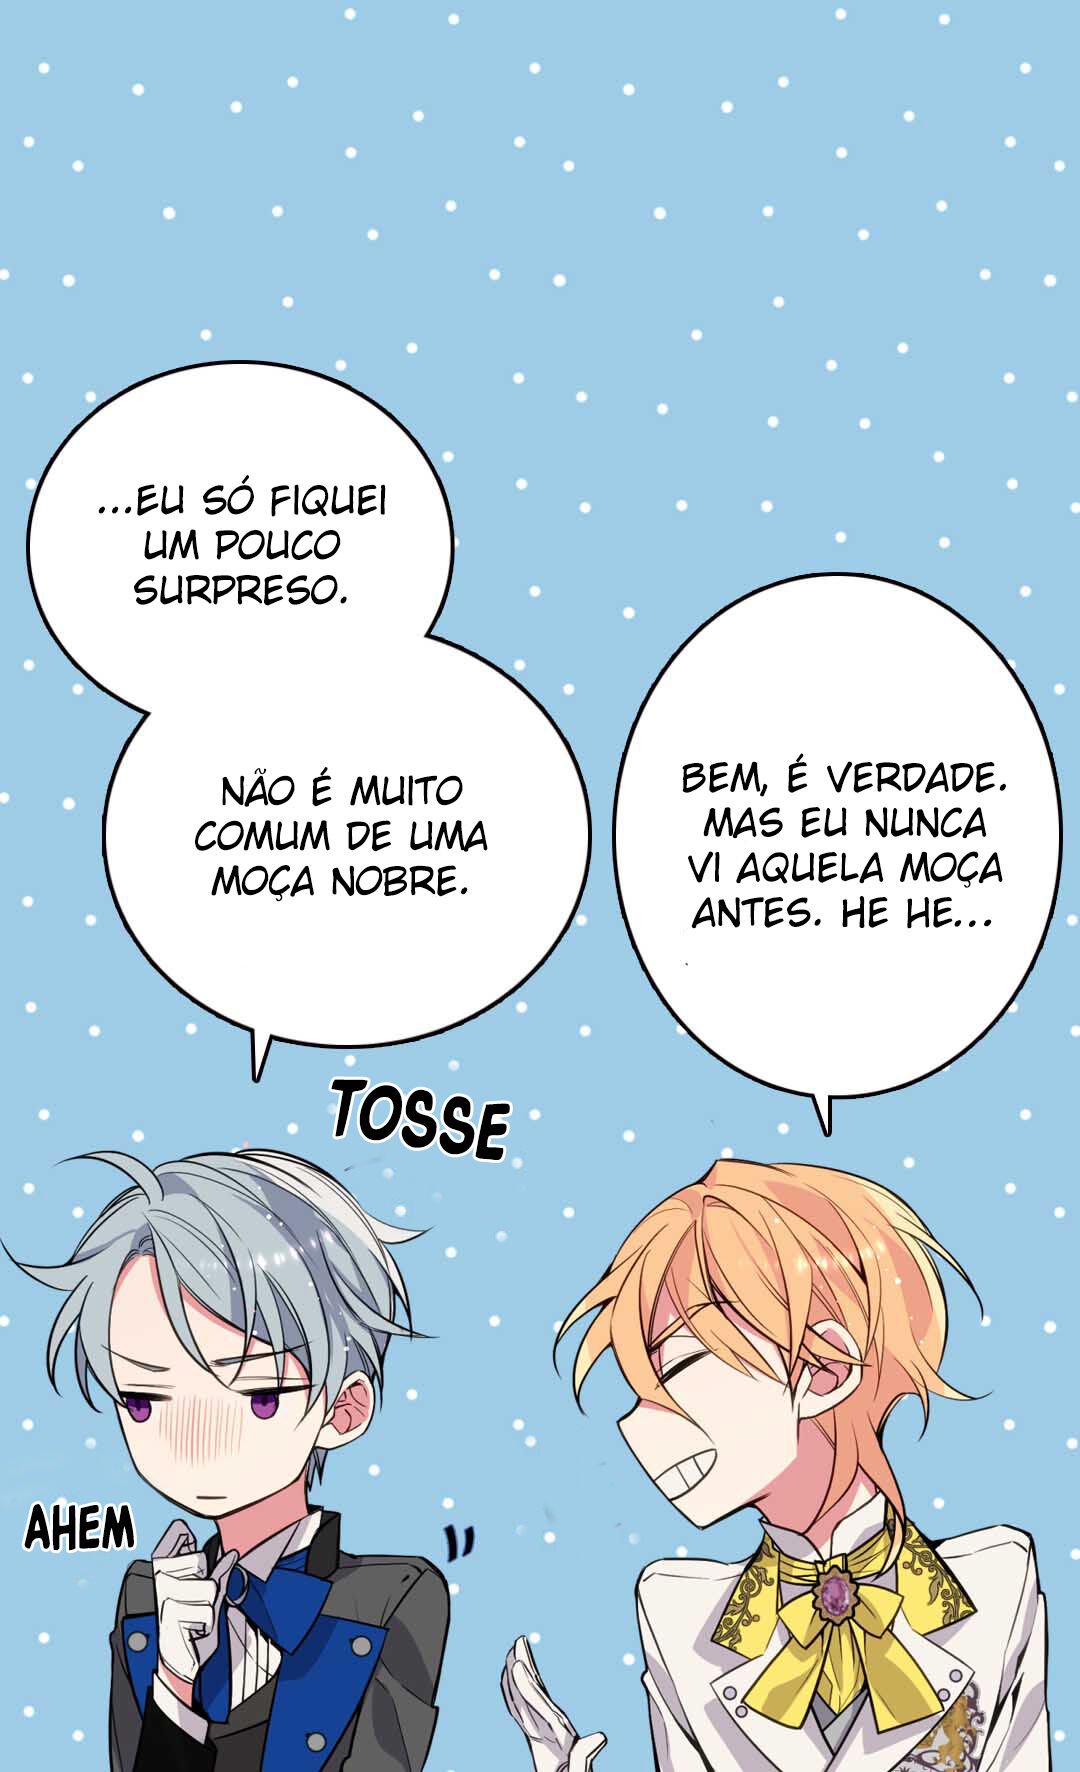 ...EU SÓ FIQUEI
UM POUCO
SURPRESO.
NÃO É MUITO
COMUM DE UMA
MOÇA NOBRE.
BEM, É VERDADE.
MAS EU NUNCA
VI AQUELA MOÇA
ANTES. HE HE...
TOSSE
AHEM